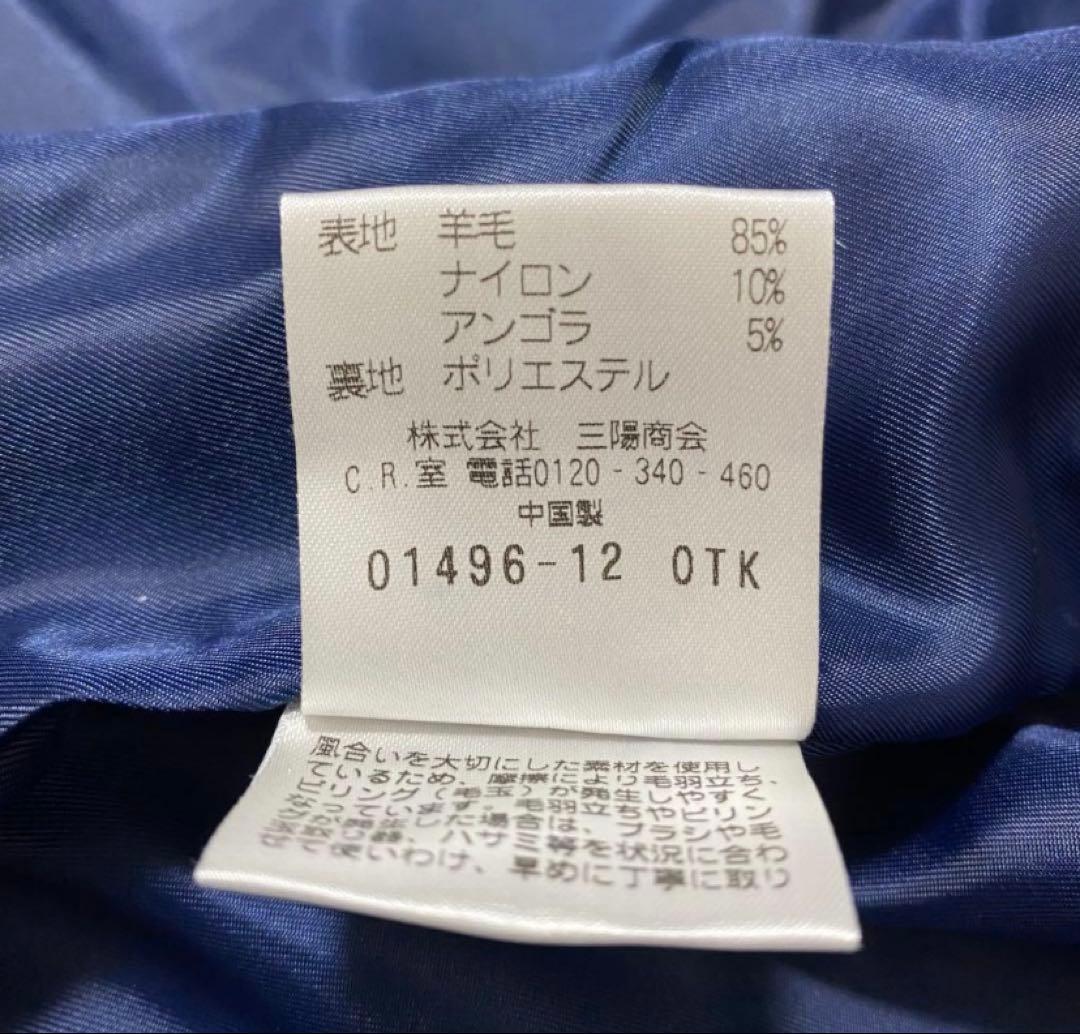 表地 羊毛 85%
ナイロン 10%
アンゴラ 5%
裏地 ポリエステル
株式会社 三陽商会
C.R.室 電話0120-340-460
中国製
01496-12 0TK
風合いを大切にした素材を使用し
ているため、摩擦により毛羽立ち、
ピリング(毛玉)が発生しやすく
なっています。毛羽立ちやピリン
グが発生した場合は、ブラシや毛
玉取り器、ハサミ等を状況に合わ
せて使いわけ、早めに丁寧に取り